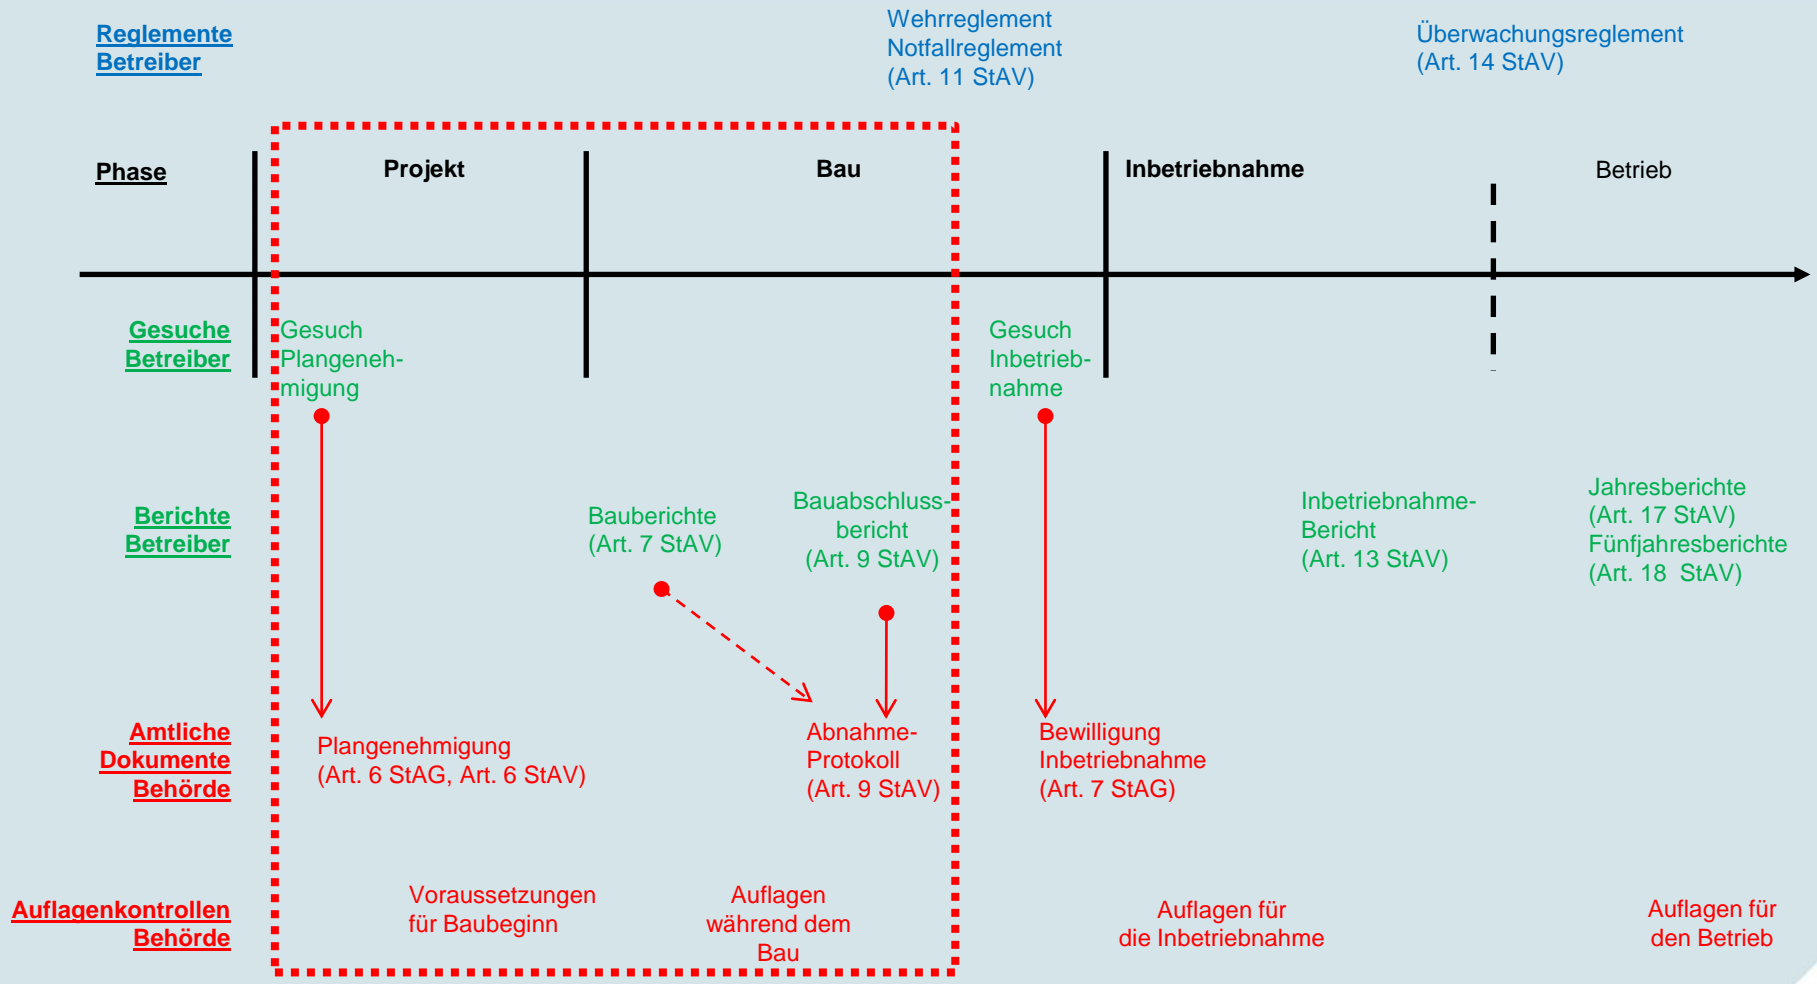 Reglemente
Betreiber
Wehrreglement
Notfallreglement
(Art. 11 StAV)
Überwachungsreglement
(Art. 14 StAV)
Phase
Projekt
Bau
Inbetriebnahme
Betrieb
Gesuche
Betreiber
Gesuch
Plangeneh-
migung
Gesuch
Inbetrieb-
nahme
Berichte
Betreiber
Bauberichte
(Art. 7 StAV)
Bauabschluss-
bericht
(Art. 9 StAV)
Inbetriebnahme-
Bericht
(Art. 13 StAV)
Jahresberichte
(Art. 17 StAV)
Fünfjahresberichte
(Art. 18  StAV)
Amtliche
Dokumente
Behörde
Plangenehmigung
(Art. 6 StAG, Art. 6 StAV)
Abnahme-
Protokoll
(Art. 9 StAV)
Bewilligung
Inbetriebnahme
(Art. 7 StAG)
Auflagenkontrollen
Behörde
Voraussetzungen
für Baubeginn
Auflagen
während dem
Bau
Auflagen für
die Inbetriebnahme
Auflagen für
den Betrieb